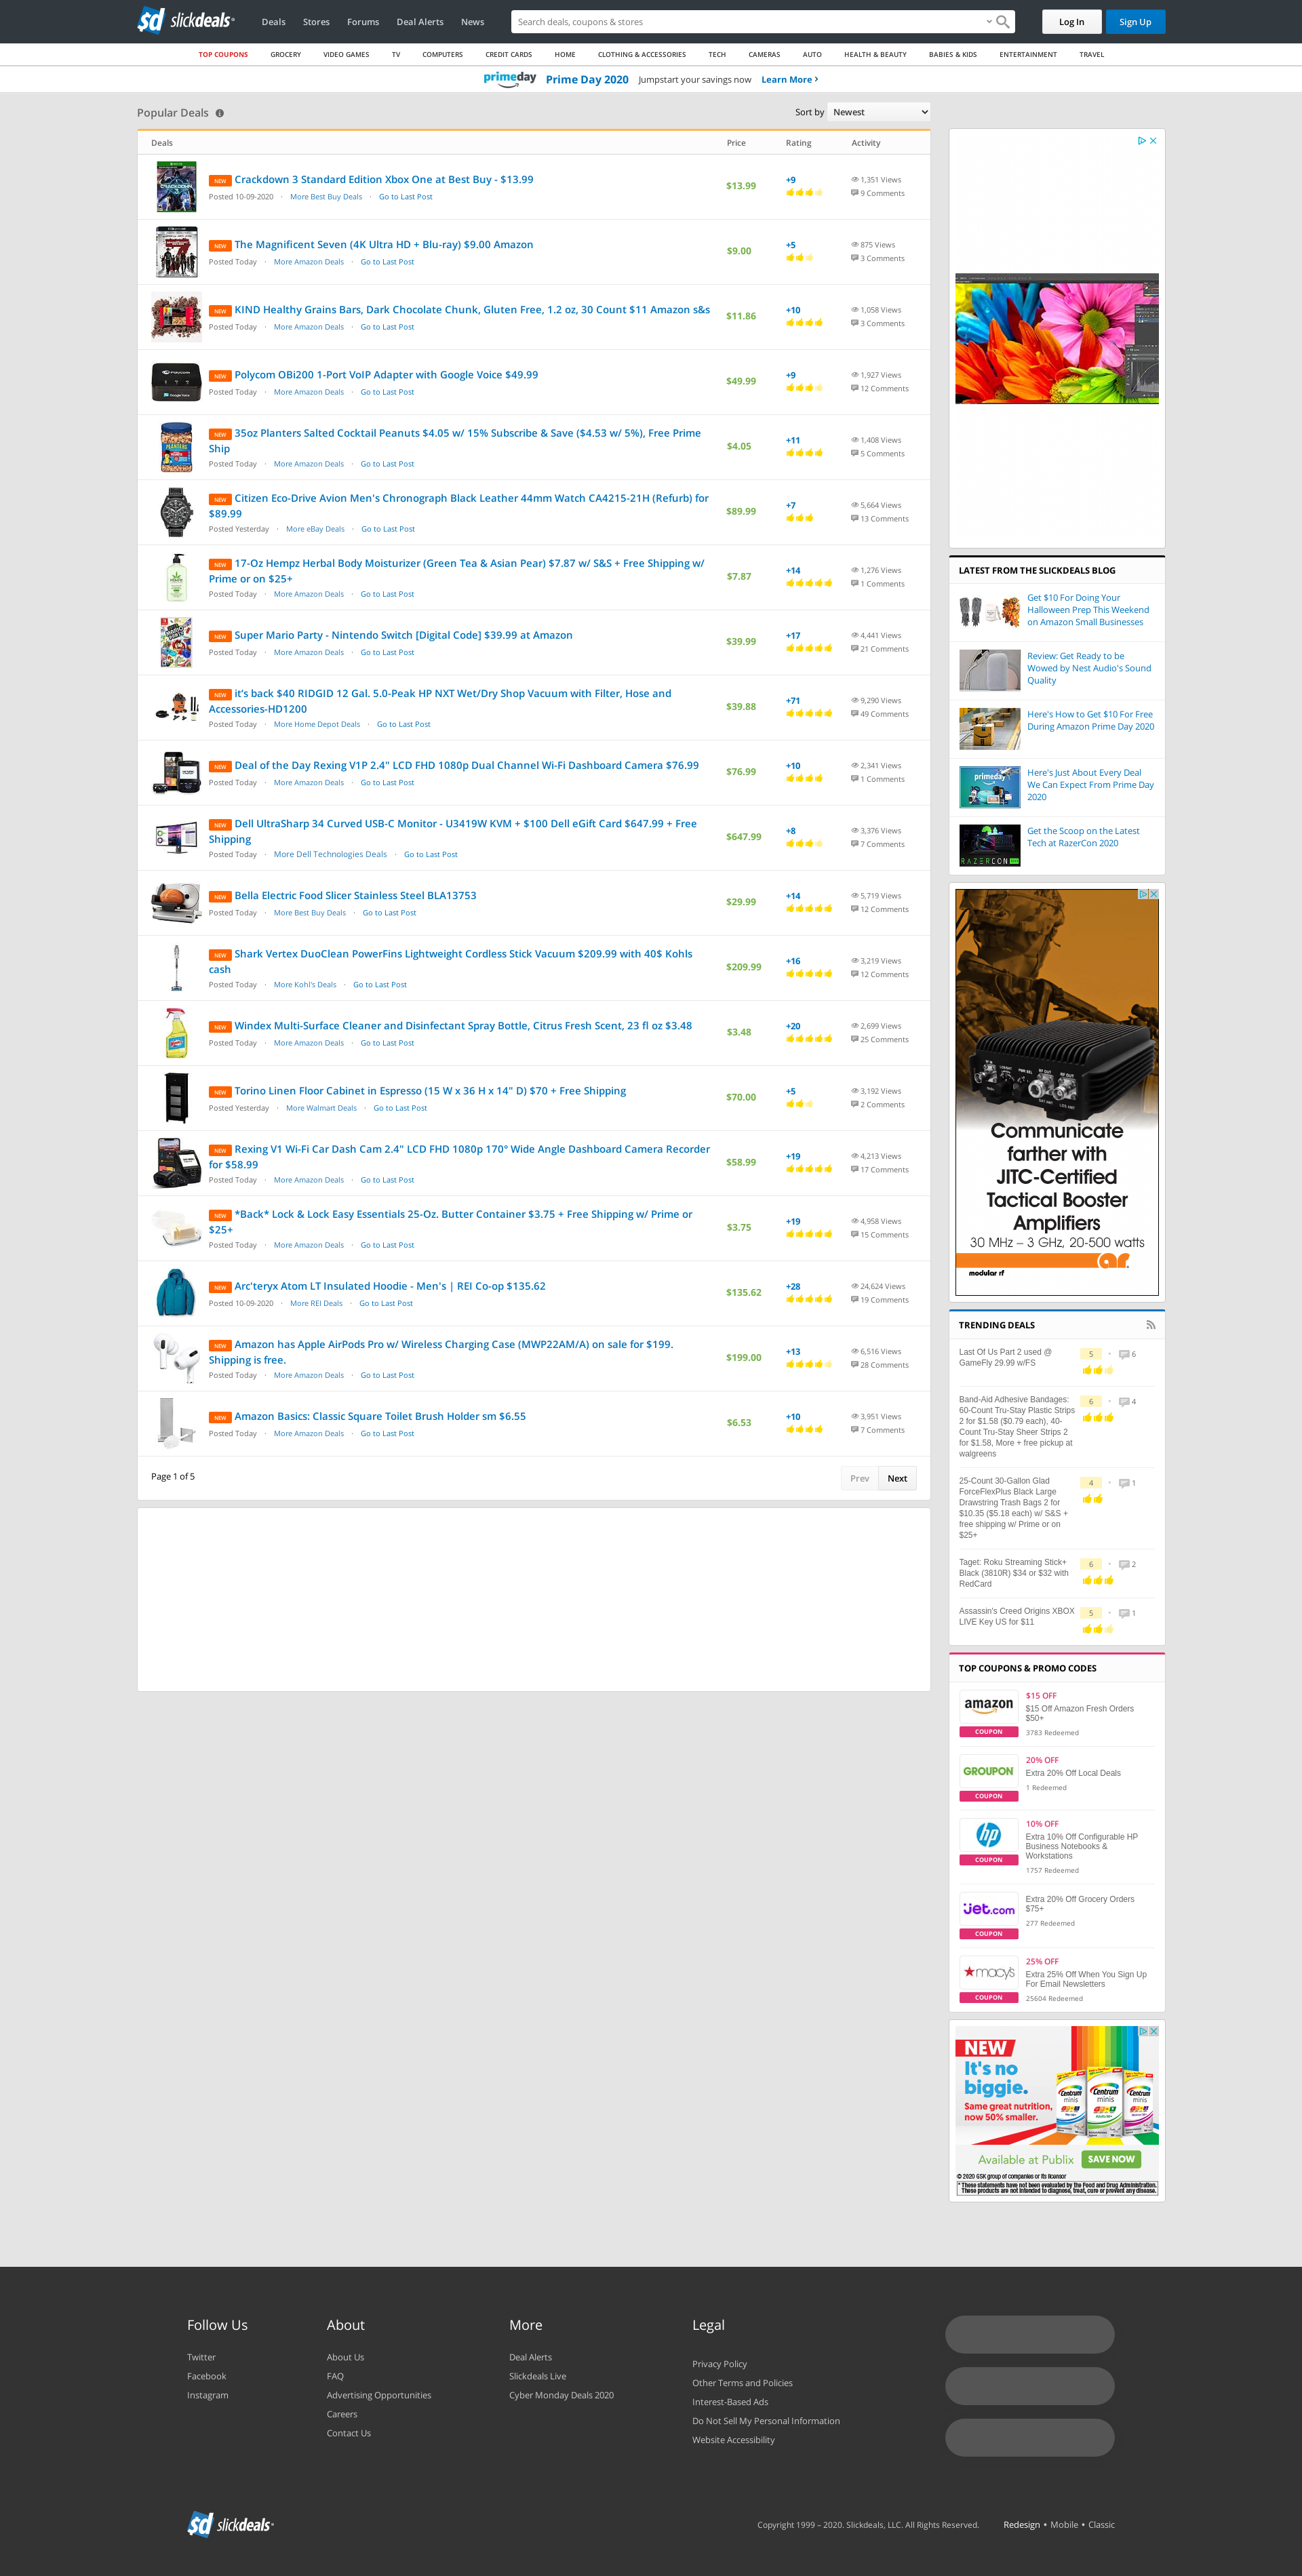 slickdeals
Deals
Stores
Forums
Deal Alerts
News
Search deals, coupons & stores
Log In
Sign Up
TOP COUPONS
GROCERY
VIDEO GAMES
TV
COMPUTERS
CREDIT CARDS
HOME
CLOTHING & ACCESSORIES
TECH
CAMERAS
AUTO
HEALTH & BEAUTY
BABIES & KIDS
ENTERTAINMENT
TRAVEL
primeday Prime Day 2020 Jumpstart your savings now Learn More
Popular Deals
Sort by Newest
Deals Price Rating Activity
NEW Crackdown 3 Standard Edition Xbox One at Best Buy - $13.99
Posted 10-09-2020 · More Best Buy Deals · Go to Last Post
$13.99
+9
1,351 Views
9 Comments
NEW The Magnificent Seven (4K Ultra HD + Blu-ray) $9.00 Amazon
Posted Today · More Amazon Deals · Go to Last Post
$9.00
+5
875 Views
3 Comments
NEW KIND Healthy Grains Bars, Dark Chocolate Chunk, Gluten Free, 1.2 oz, 30 Count $11 Amazon s&s
Posted Today · More Amazon Deals · Go to Last Post
$11.86
+10
1,058 Views
3 Comments
NEW Polycom OBi200 1-Port VoIP Adapter with Google Voice $49.99
Posted Today · More Amazon Deals · Go to Last Post
$49.99
+9
1,927 Views
12 Comments
NEW 35oz Planters Salted Cocktail Peanuts $4.05 w/ 15% Subscribe & Save ($4.53 w/ 5%), Free Prime
Ship
Posted Today · More Amazon Deals · Go to Last Post
$4.05
+11
1,408 Views
5 Comments
NEW Citizen Eco-Drive Avion Men's Chronograph Black Leather 44mm Watch CA4215-21H (Refurb) for
$89.99
Posted Yesterday · More eBay Deals · Go to Last Post
$89.99
+7
5,664 Views
13 Comments
NEW 17-Oz Hempz Herbal Body Moisturizer (Green Tea & Asian Pear) $7.87 w/ S&S + Free Shipping w/
Prime or on $25+
Posted Today · More Amazon Deals · Go to Last Post
$7.87
+14
1,276 Views
1 Comments
NEW Super Mario Party - Nintendo Switch [Digital Code] $39.99 at Amazon
Posted Today · More Amazon Deals · Go to Last Post
$39.99
+17
4,441 Views
21 Comments
NEW it's back $40 RIDGID 12 Gal. 5.0-Peak HP NXT Wet/Dry Shop Vacuum with Filter, Hose and
Accessories-HD1200
Posted Today · More Home Depot Deals · Go to Last Post
$39.88
+71
9,290 Views
49 Comments
NEW Deal of the Day Rexing V1P 2.4" LCD FHD 1080p Dual Channel Wi-Fi Dashboard Camera $76.99
Posted Today · More Amazon Deals · Go to Last Post
$76.99
+10
2,341 Views
1 Comments
NEW Dell UltraSharp 34 Curved USB-C Monitor - U3419W KVM + $100 Dell eGift Card $647.99 + Free
Shipping
Posted Today · More Dell Technologies Deals · Go to Last Post
$647.99
+8
3,376 Views
7 Comments
NEW Bella Electric Food Slicer Stainless Steel BLA13753
Posted Today · More Best Buy Deals · Go to Last Post
$29.99
+14
5,719 Views
12 Comments
NEW Shark Vertex DuoClean PowerFins Lightweight Cordless Stick Vacuum $209.99 with 40$ Kohls
cash
Posted Today · More Kohl's Deals · Go to Last Post
$209.99
+16
3,219 Views
12 Comments
NEW Windex Multi-Surface Cleaner and Disinfectant Spray Bottle, Citrus Fresh Scent, 23 fl oz $3.48
Posted Today · More Amazon Deals · Go to Last Post
$3.48
+20
2,699 Views
25 Comments
NEW Torino Linen Floor Cabinet in Espresso (15 W x 36 H x 14" D) $70 + Free Shipping
Posted Yesterday · More Walmart Deals · Go to Last Post
$70.00
+5
3,192 Views
2 Comments
NEW Rexing V1 Wi-Fi Car Dash Cam 2.4" LCD FHD 1080p 170° Wide Angle Dashboard Camera Recorder
for $58.99
Posted Today · More Amazon Deals · Go to Last Post
$58.99
+19
4,213 Views
17 Comments
NEW *Back* Lock & Lock Easy Essentials 25-Oz. Butter Container $3.75 + Free Shipping w/ Prime or
$25+
Posted Today · More Amazon Deals · Go to Last Post
$3.75
+19
4,958 Views
15 Comments
NEW Arc'teryx Atom LT Insulated Hoodie - Men's | REI Co-op $135.62
Posted 10-09-2020 · More REI Deals · Go to Last Post
$135.62
+28
24,624 Views
19 Comments
NEW Amazon has Apple AirPods Pro w/ Wireless Charging Case (MWP22AM/A) on sale for $199.
Shipping is free.
Posted Today · More Amazon Deals · Go to Last Post
$199.00
+13
6,516 Views
28 Comments
NEW Amazon Basics: Classic Square Toilet Brush Holder sm $6.55
Posted Today · More Amazon Deals · Go to Last Post
$6.53
+10
3,951 Views
7 Comments
Page 1 of 5
Prev
Next
LATEST FROM THE SLICKDEALS BLOG
Get $10 For Doing Your
Halloween Prep This Weekend
on Amazon Small Businesses
Review: Get Ready to be
Wowed by Nest Audio's Sound
Quality
Here's How to Get $10 For Free
During Amazon Prime Day 2020
primeday
Here's Just About Every Deal
We Can Expect From Prime Day
2020
RAZERCON
Get the Scoop on the Latest
Tech at RazerCon 2020
Communicate
farther with
JITC-Certified
Tactical Booster
Amplifiers
30 MHz – 3 GHz, 20-500 watts
ar
modular rf
TRENDING DEALS
Last Of Us Part 2 used @
GameFly 29.99 w/FS
5 • 6
Band-Aid Adhesive Bandages:
60-Count Tru-Stay Plastic Strips
2 for $1.58 ($0.79 each), 40-
Count Tru-Stay Sheer Strips 2
for $1.58, More + free pickup at
walgreens
6 • 4
25-Count 30-Gallon Glad
ForceFlexPlus Black Large
Drawstring Trash Bags 2 for
$10.35 ($5.18 each) w/ S&S +
free shipping w/ Prime or on
$25+
4 • 1
Taget: Roku Streaming Stick+
Black (3810R) $34 or $32 with
RedCard
6 • 2
Assassin's Creed Origins XBOX
LIVE Key US for $11
5 • 1
TOP COUPONS & PROMO CODES
amazon
COUPON
$15 OFF
$15 Off Amazon Fresh Orders
$50+
3783 Redeemed
GROUPON
COUPON
20% OFF
Extra 20% Off Local Deals
1 Redeemed
hp
COUPON
10% OFF
Extra 10% Off Configurable HP
Business Notebooks &
Workstations
1757 Redeemed
jet.com
COUPON
Extra 20% Off Grocery Orders
$75+
277 Redeemed
macy's
COUPON
25% OFF
Extra 25% Off When You Sign Up
For Email Newsletters
25604 Redeemed
NEW
It's no
biggie.
Same great nutrition,
now 50% smaller.
Centrum minis
Centrum minis
Centrum minis
Available at Publix
SAVE NOW
© 2020 GSK group of companies or its licensor
* These statements have not been evaluated by the Food and Drug Administration.
These products are not intended to diagnose, treat, cure or prevent any disease.
Follow Us
Twitter
Facebook
Instagram
About
About Us
FAQ
Advertising Opportunities
Careers
Contact Us
More
Deal Alerts
Slickdeals Live
Cyber Monday Deals 2020
Legal
Privacy Policy
Other Terms and Policies
Interest-Based Ads
Do Not Sell My Personal Information
Website Accessibility
slickdeals
Copyright 1999 – 2020. Slickdeals, LLC. All Rights Reserved.
Redesign • Mobile • Classic